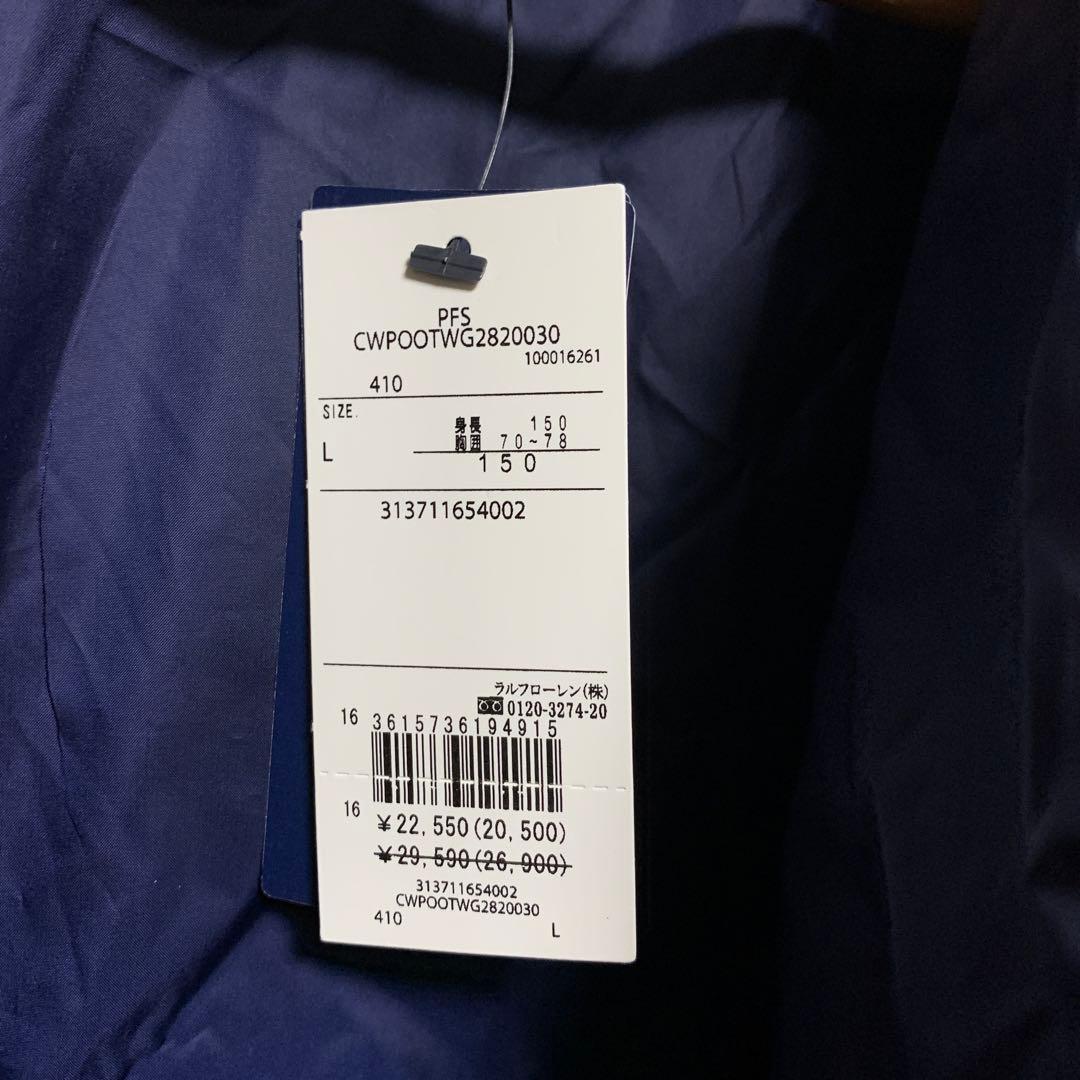 PFS
CWPOOTWG2820030
100016261
410
SIZE.
L
身長 150
胸囲 70~78
150
313711654002
ラルフローレン(株)
0120-3274-20
16 3615736194915
16
¥22,550(20,500)
¥29,590(26,900)
313711654002
CWPOOTWG2820030
410
L